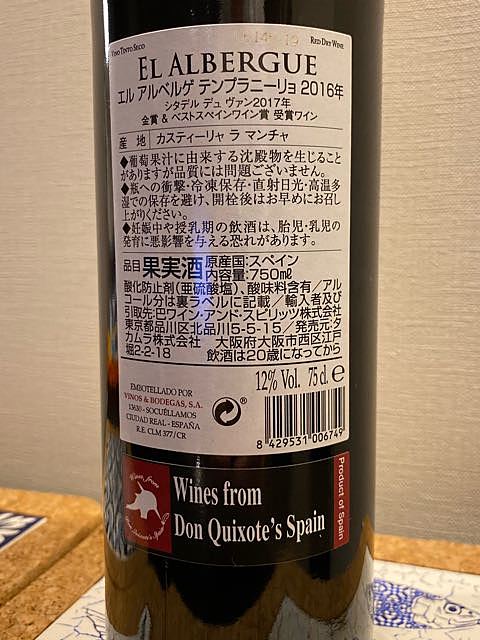 VINO TINTO SECO
RED DRY WINE
EL ALBERGUE
エル アルベルゲ テンプラニーリョ 2016年
シタデル デュ ヴァン2017年
金賞 & ベストスペインワイン賞 受賞ワイン
産 地 カスティーリャ ラ マンチャ
◆葡萄果汁に由来する沈殿物を生じること
がありますが品質には問題ございません。
◆瓶への衝撃・冷凍保存・直射日光・高温多
湿での保存を避け、開栓後はお早めにお召し
上がりください。
◆妊娠中や授乳期の飲酒は、胎児・乳児の
発育に悪影響を与える恐れがあります。
品目 果実酒 原産国:スペイン
内容量:750㎖
酸化防止剤(亜硫酸塩)、酸味料含有/アル
コール分は裏ラベルに記載/輸入者及び
引取先:巴ワイン・アンド・スピリッツ株式会社
東京都品川区北品川5-5-15/発売元:タ
カムラ株式会社 大阪府大阪市西区江戸
堀2-2-18 飲酒は20歳になってから
12% Vol. 75 cl. e
EMBOTELLADO POR
VINOS & BODEGAS, S.A.
13630 - SOCUÉLLAMOS
CIUDAD REAL - ESPAÑA
R.E. CLM 377/CR
8 429531 006749
Wines from
Don Quixote's Spain
Product of Spain